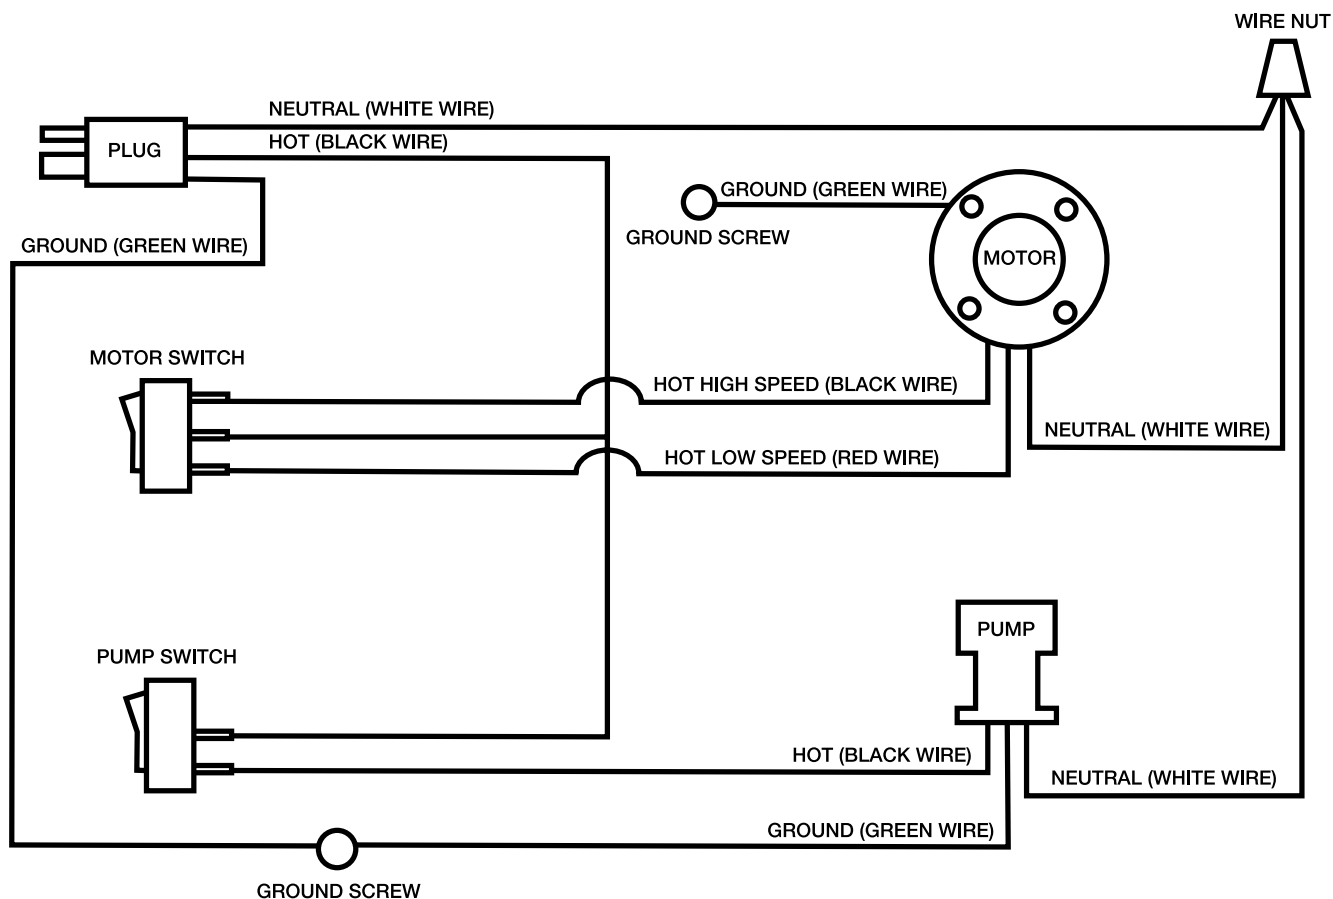 WIRE NUT
NEUTRAL (WHITE WIRE)
HOT (BLACK WIRE)
PLUG
GROUND (GREEN WIRE)
GROUND SCREW
GROUND (GREEN WIRE)
MOTOR
MOTOR SWITCH
HOT HIGH SPEED (BLACK WIRE)
NEUTRAL (WHITE WIRE)
HOT LOW SPEED (RED WIRE)
PUMP
PUMP SWITCH
HOT (BLACK WIRE)
NEUTRAL (WHITE WIRE)
GROUND (GREEN WIRE)
GROUND SCREW